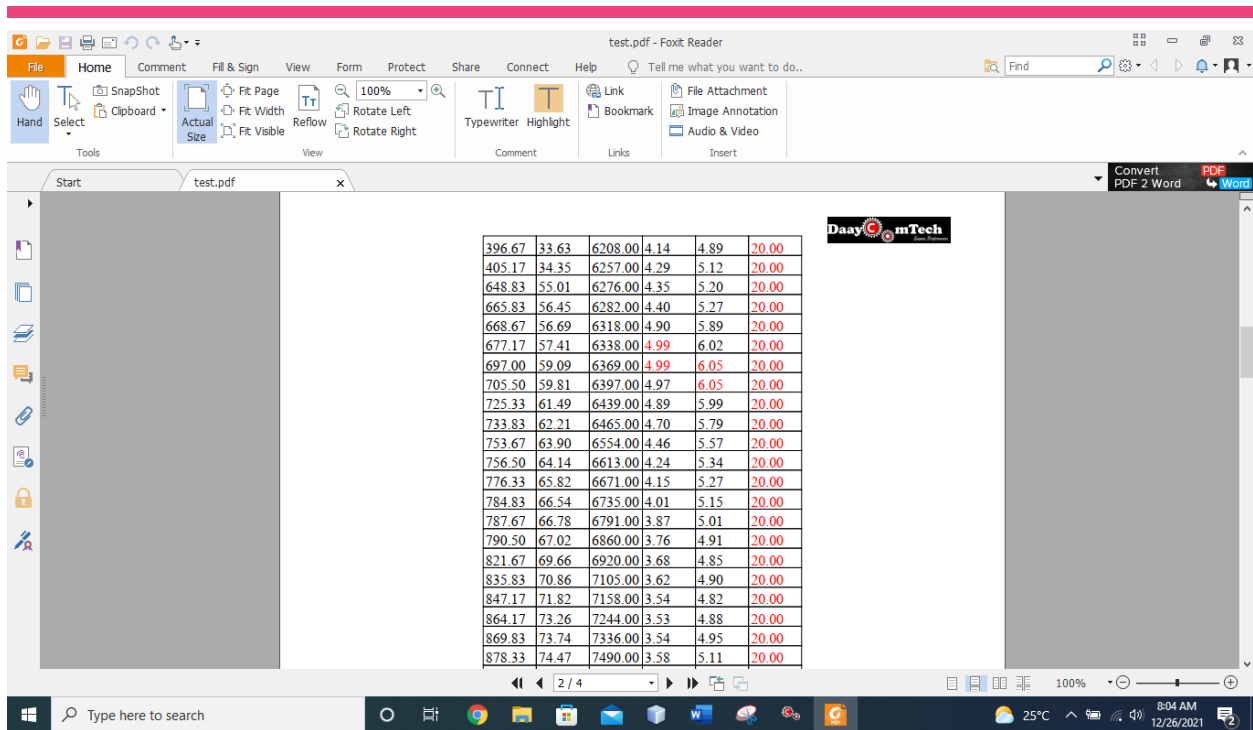 test.pdf - Foxit Reader
File Home Comment Fill & Sign View Form Protect Share Connect Help Tell me what you want to do.. Find
SnapShot Fit Page 100% Link File Attachment
Clipboard Fit Width Rotate Left Bookmark Image Annotation
Hand Select Actual Size Fit Visible Reflow Rotate Right Typewriter Highlight Audio & Video
Tools View Comment Links Insert
Start test.pdf x Convert PDF
PDF 2 Word Word
DaayComTech
396.67 33.63 6208.00 4.14 4.89 20.00
405.17 34.35 6257.00 4.29 5.12 20.00
648.83 55.01 6276.00 4.35 5.20 20.00
665.83 56.45 6282.00 4.40 5.27 20.00
668.67 56.69 6318.00 4.90 5.89 20.00
677.17 57.41 6338.00 4.99 6.02 20.00
697.00 59.09 6369.00 4.99 6.05 20.00
705.50 59.81 6397.00 4.97 6.05 20.00
725.33 61.49 6439.00 4.89 5.99 20.00
733.83 62.21 6465.00 4.70 5.79 20.00
753.67 63.90 6554.00 4.46 5.57 20.00
756.50 64.14 6613.00 4.24 5.34 20.00
776.33 65.82 6671.00 4.15 5.27 20.00
784.83 66.54 6735.00 4.01 5.15 20.00
787.67 66.78 6791.00 3.87 5.01 20.00
790.50 67.02 6860.00 3.76 4.91 20.00
821.67 69.66 6920.00 3.68 4.85 20.00
835.83 70.86 7105.00 3.62 4.90 20.00
847.17 71.82 7158.00 3.54 4.82 20.00
864.17 73.26 7244.00 3.53 4.88 20.00
869.83 73.74 7336.00 3.54 4.95 20.00
878.33 74.47 7490.00 3.58 5.11 20.00
2 / 4 100%
Type here to search 25°C 8:04 AM
12/26/2021 2